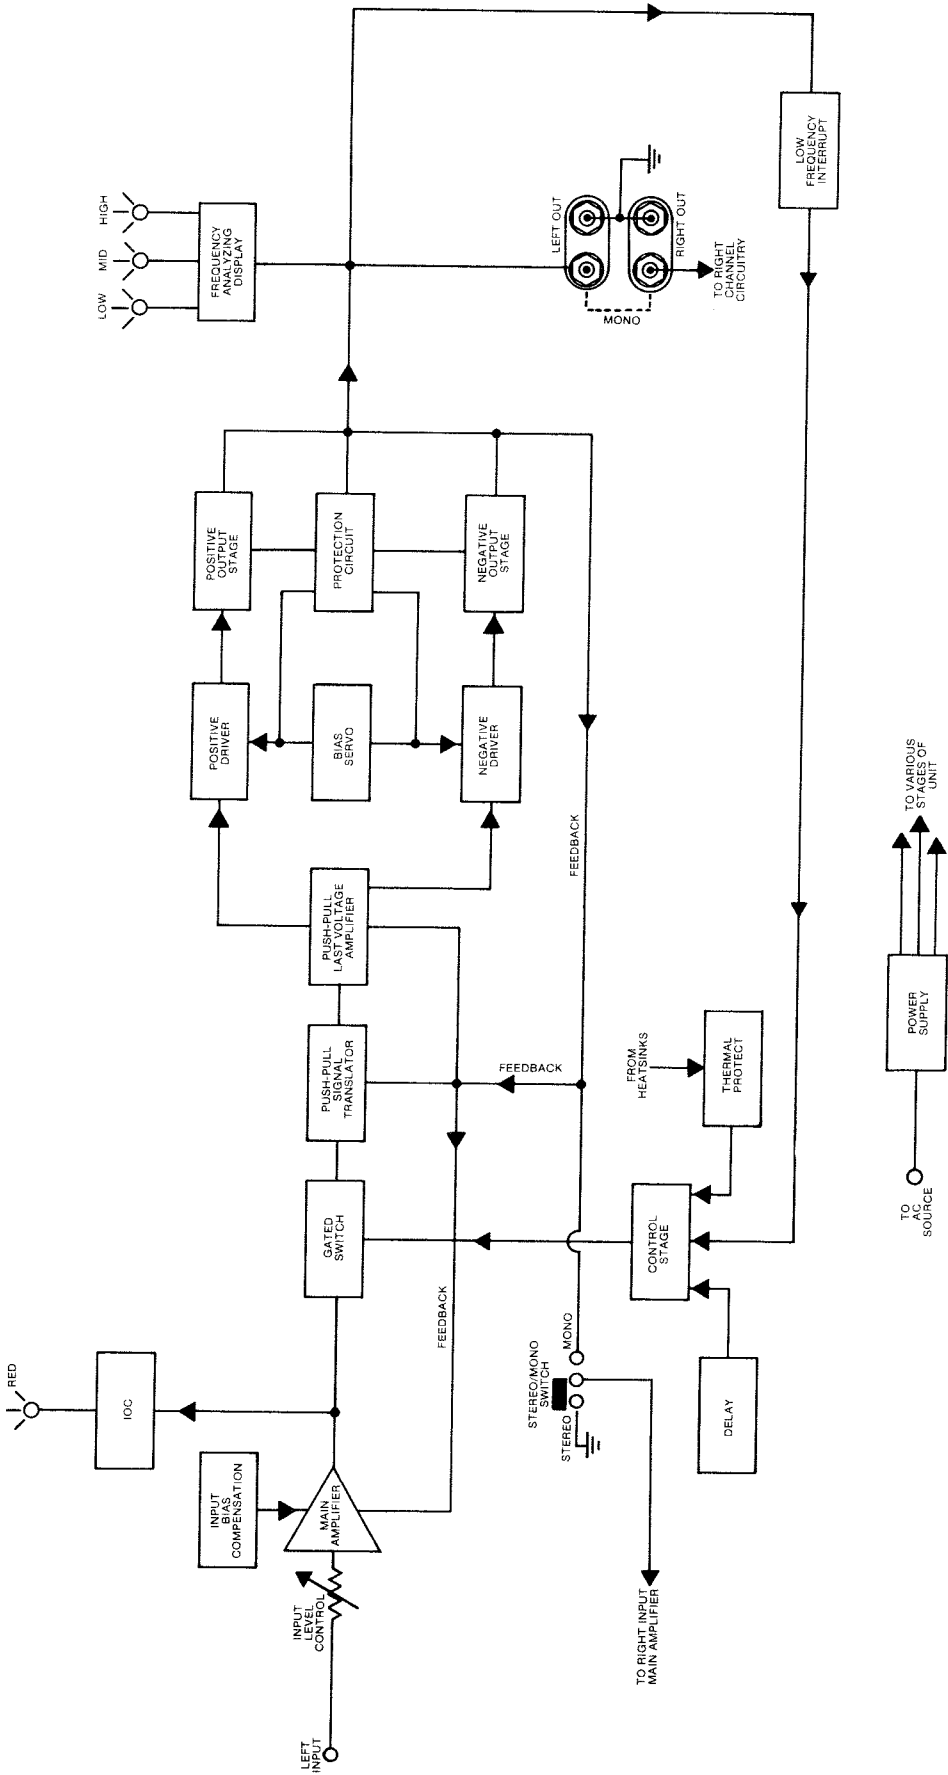 RED
IOC
INPUT
BIAS
COMPENSATION
LEFT
INPUT
INPUT
LEVEL
CONTROL
MAIN
AMPLIFIER
GATED
SWITCH
PUSH-PULL
SIGNAL
TRANSLATOR
PUSH-PULL
LAST VOLTAGE
AMPLIFIER
POSITIVE
DRIVER
BIAS
SERVO
NEGATIVE
DRIVER
POSITIVE
OUTPUT
STAGE
PROTECTION
CIRCUIT
NEGATIVE
OUTPUT
STAGE
LOW
MID
HIGH
FREQUENCY
ANALYZING
DISPLAY
LEFT OUT
RIGHT OUT
MONO
TO RIGHT
CHANNEL
CIRCUITRY
LOW
FREQUENCY
INTERRUPT
FEEDBACK
FEEDBACK
FEEDBACK
STEREO/MONO
SWITCH
STEREO
MONO
TO RIGHT INPUT
MAIN AMPLIFIER
DELAY
CONTROL
STAGE
FROM
HEATSINKS
THERMAL
PROTECT
TO
AC
SOURCE
POWER
SUPPLY
TO VARIOUS
STAGES OF
UNIT